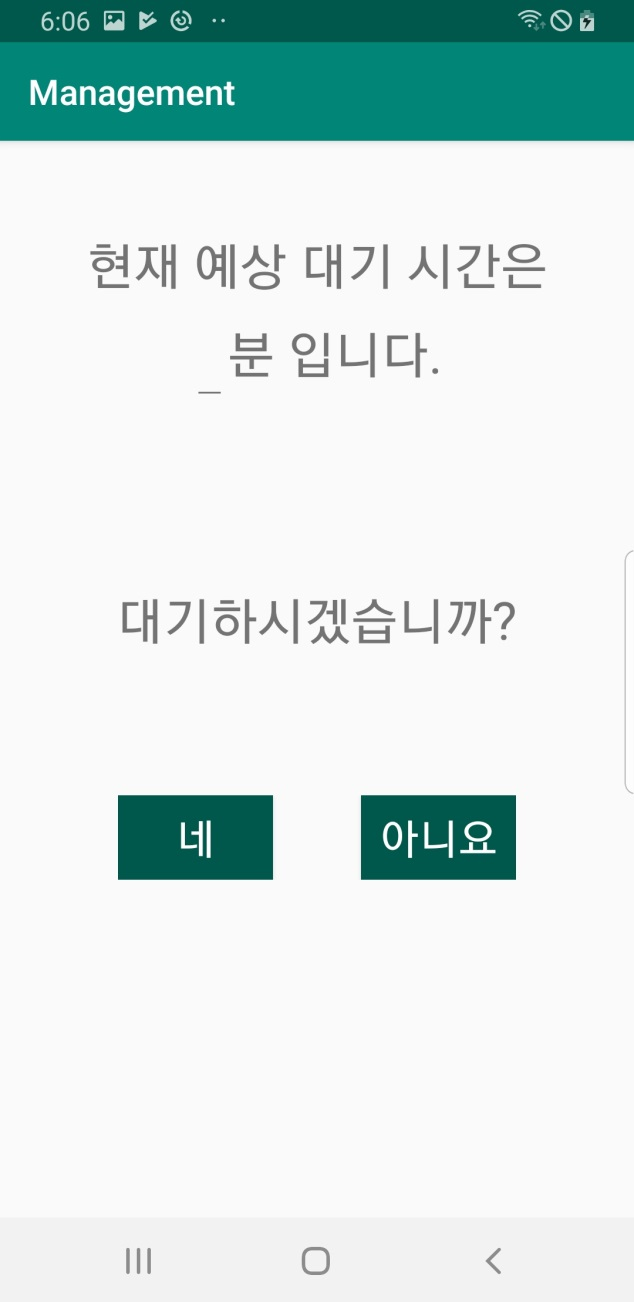 6:06
Management
현재 예상 대기 시간은
_ 분 입니다.
대기하시겠습니까?
네
아니요